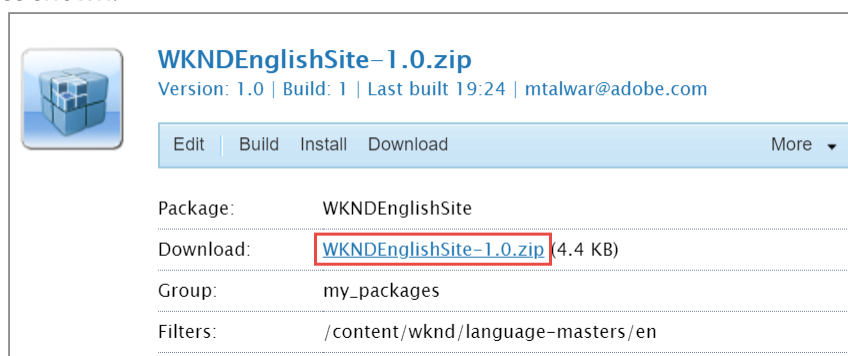 WKNDEnglishSite-1.0.zip
Version: 1.0 | Build: 1 | Last built 19:24 | mtalwar@adobe.com
Edit Build Install Download More
Package: WKNDEnglishSite
Download: WKNDEnglishSite-1.0.zip (4.4 KB)
Group: my_packages
Filters: /content/wknd/language-masters/en